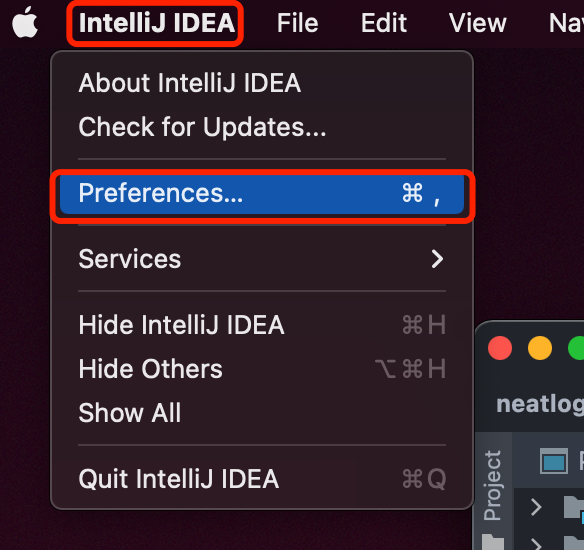 IntelliJ IDEA File Edit View Na
About IntelliJ IDEA
Check for Updates...
Preferences... ⌘ ,
Services
Hide IntelliJ IDEA ⌘H
Hide Others ⌥⌘H
Show All
Quit IntelliJ IDEA ⌘Q
neatlog
Project
P